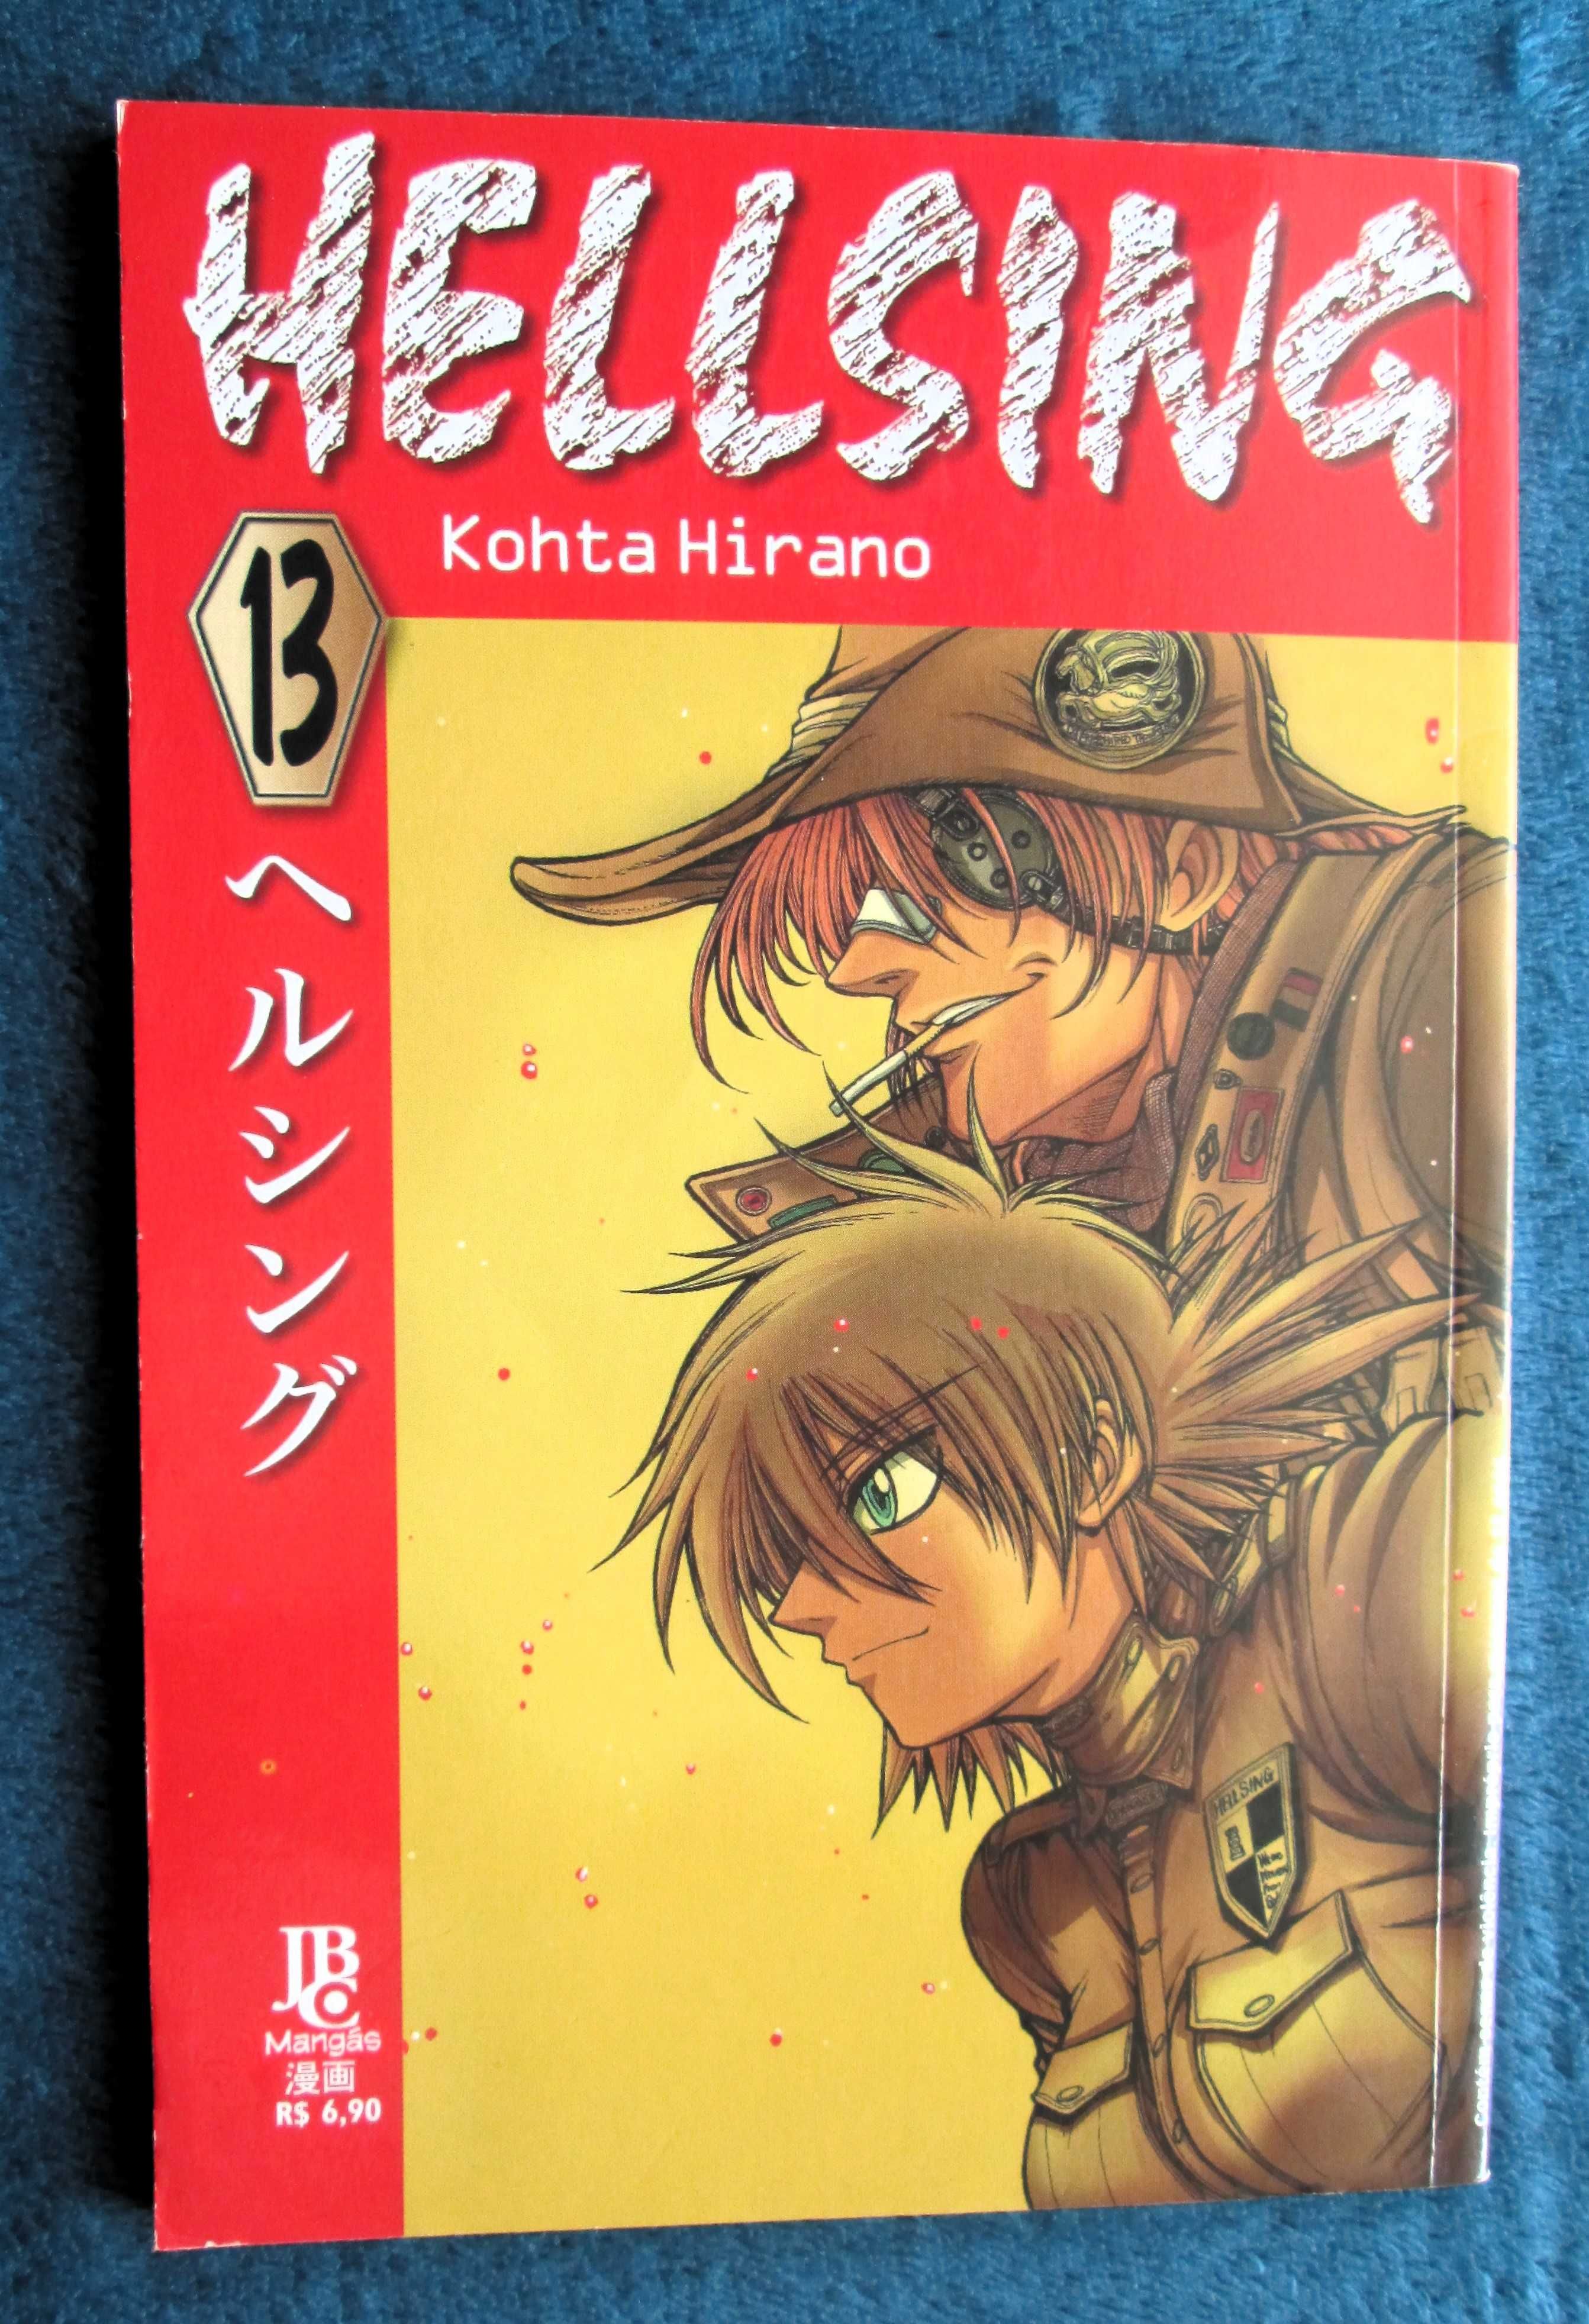 HELLSING
Kohta Hirano
13
ヘルシング
HELLSING
JBC
Mangás
漫画
R$ 6,90